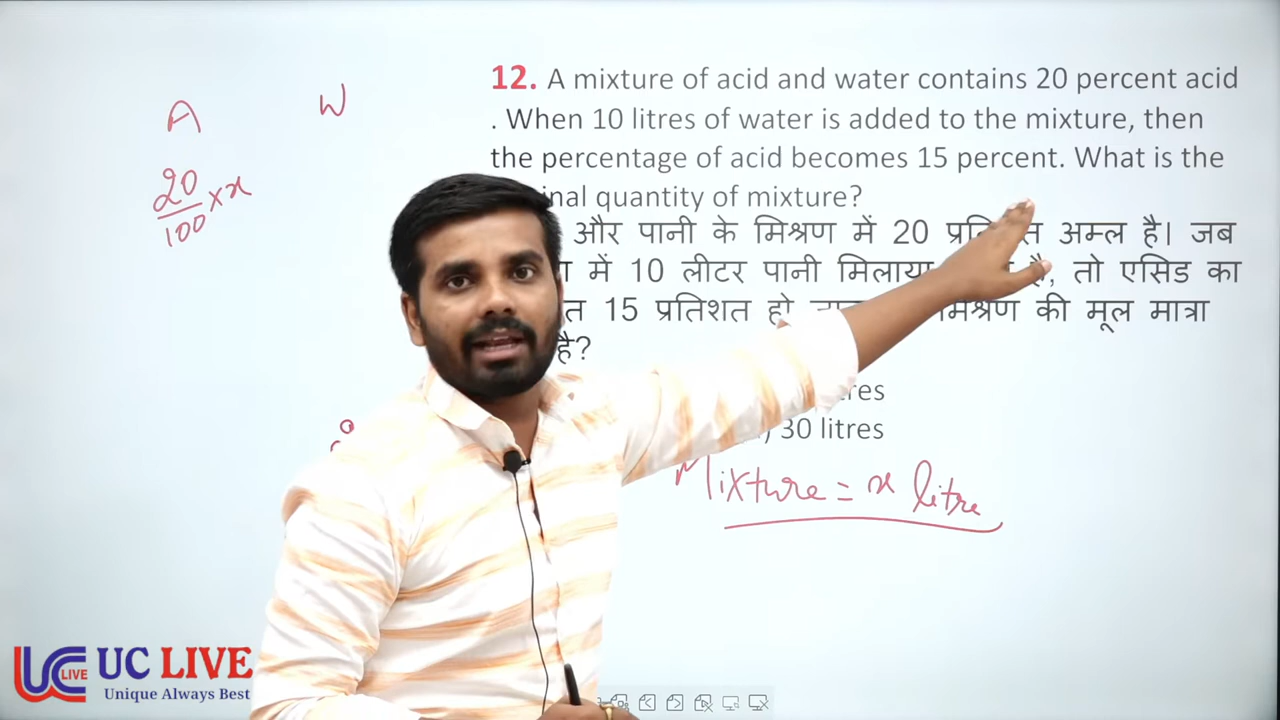 12. A mixture of acid and water contains 20 percent acid
. When 10 litres of water is added to the mixture, then
the percentage of acid becomes 15 percent. What is the
quantity of mixture?
और पानी के मिश्रण में 20 अम्ल है। जब
में 10 लीटर पानी मिलाया है, तो एसिड का
15 प्रतिशत हो मिश्रण की मूल मात्रा
है?
30 litres
A W
20/100 × x
Mixture = x litre
UC LIVE
LIVE
Unique Always Best